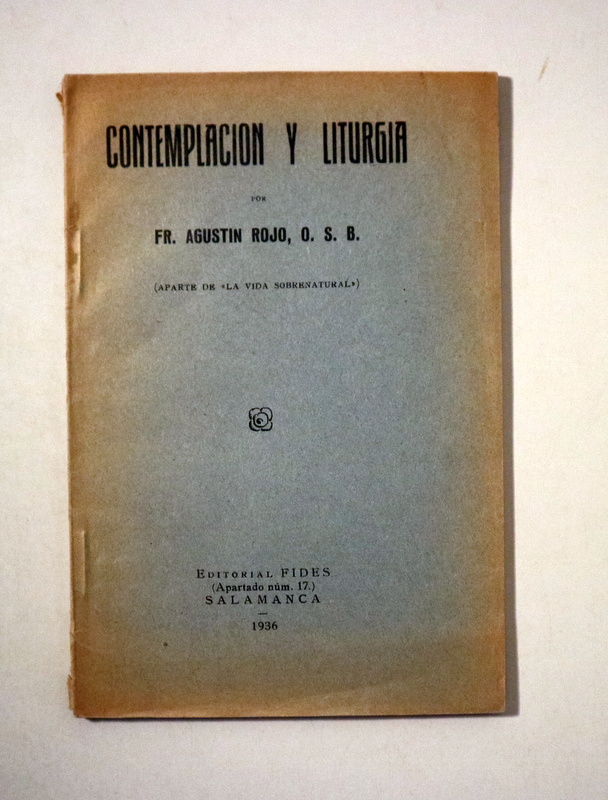 CONTEMPLACION Y LITURGIA
POR
FR. AGUSTIN ROJO, O. S. B.
(APARTE DE «LA VIDA SOBRENATURAL»)
EDITORIAL FIDES
(Apartado núm. 17.)
SALAMANCA
—
1936